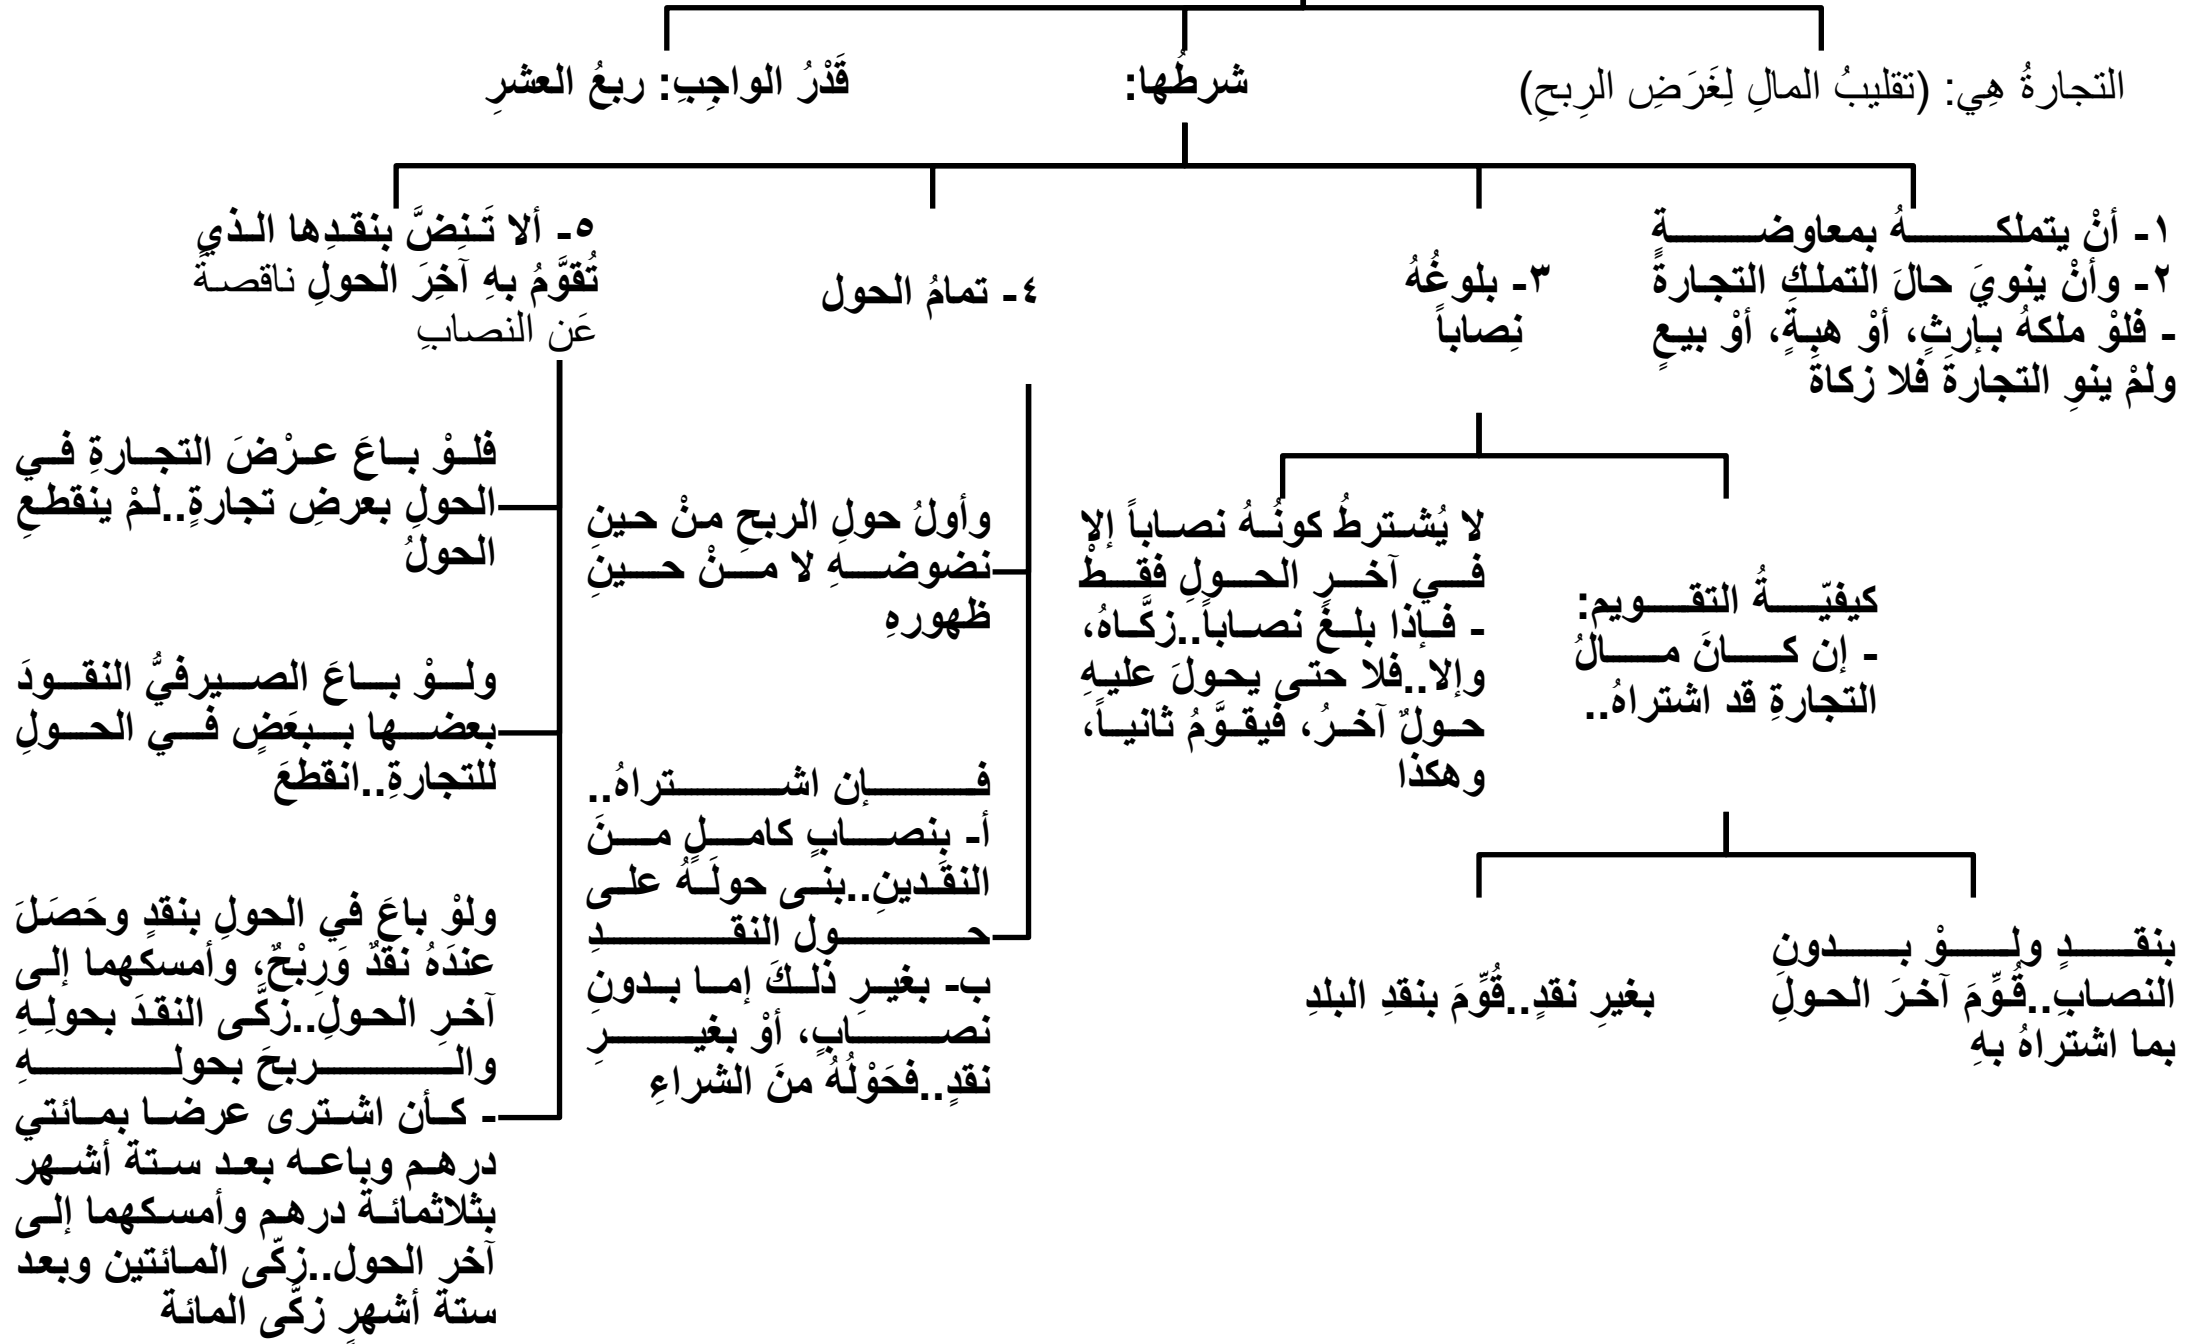 التجارةُ هِي: (تقليبُ المالِ لِغَرَضِ الرِبحِ)
شرطُها:
قَدْرُ الواجِبِ: ربعُ العشرِ
١- أنْ يتملكهُ بمعاوضةٍ
٢- وأنْ ينويَ حالَ التملكِ التجارةَ
- فلوْ ملكهُ بإرثٍ، أوْ هبةٍ، أوْ بيعٍ
ولمْ ينوِ التجارةَ فلا زكاةَ
٣- بلوغُهُ
نِصاباً
٤- تمامُ الحول
٥- ألا تَنِضَّ بنقدِها الذي
تُقوَّمُ بهِ آخِرَ الحولِ ناقصةً
عَن النصابِ
كيفيّةُ التقويم:
- إن كانَ مالُ
التجارةِ قد اشتراهُ..
بنقدٍ ولوْ بدونِ
النصابِ..قُوِّمَ آخرَ الحولِ
بما اشتراهُ بهِ
بغيرِ نقدٍ..قُوِّمَ بنقدِ البلدِ
لا يُشترطُ كونُهُ نصاباً إلا
في آخرِ الحولِ فقطْ
- فإذا بلغَ نصاباً..زكَّاهُ،
وإلا..فلا حتى يحولَ عليهِ
حولٌ آخرُ، فيقوَّمُ ثانياً،
وهكذا
وأولُ حولِ الربحِ منْ حينِ
نضوضهِ لا منْ حينِ
ظهورهِ
فإن اشتراهُ..
أ- بنصابٍ كاملٍ منَ
النقدينِ..بنى حولَهُ على
حول النقدِ
ب- بغيرِ ذلكَ إما بدونِ
نصابٍ، أوْ بغيرِ
نقدٍ..فحَوْلُهُ منَ الشراءِ
فلوْ باعَ عرْضَ التجارةِ في
الحولِ بعرضِ تجارةٍ..لمْ ينقطعِ
الحولُ
ولوْ باعَ الصيرفيُّ النقودَ
بعضها ببعَضٍ في الحولِ
للتجارةِ..انقطعَ
ولوْ باعَ في الحولِ بنقدٍ وحَصَلَ
عندَهُ نقدٌ وَرِبْحٌ، وأمسكهما إلى
آخرِ الحولِ..زكَّى النقدَ بحولِهِ
والربحَ بحولهِ
- كأن اشترى عرضا بمائتي
درهم وباعه بعد ستة أشهر
بثلاثمائة درهم وأمسكهما إلى
آخر الحول..زكّى المائتين وبعد
ستة أشهرٍ زكَّى المائة